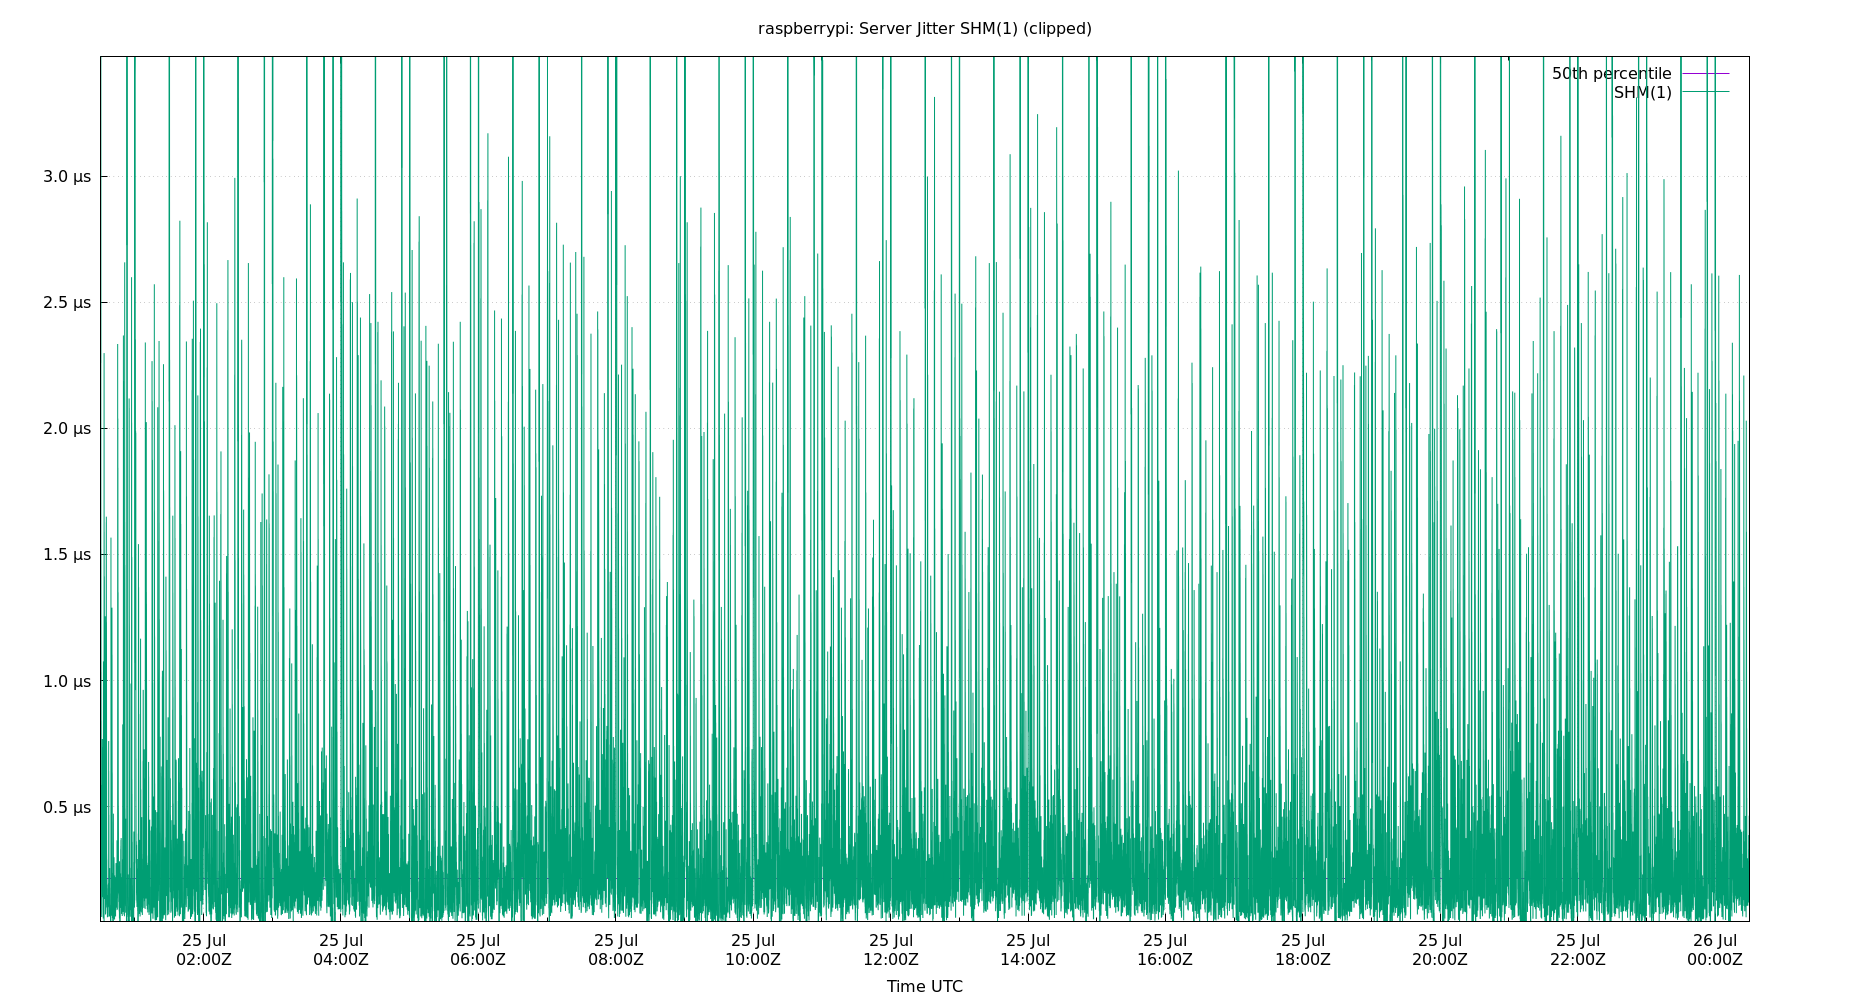 raspberrypi: Server Jitter SHM(1) (clipped)
50th percentile
SHM(1)
3.0 µs
2.5 µs
2.0 µs
1.5 µs
1.0 µs
0.5 µs
25 Jul 25 Jul 25 Jul 25 Jul 25 Jul 25 Jul 25 Jul 25 Jul 25 Jul 25 Jul 25 Jul 26 Jul
02:00Z 04:00Z 06:00Z 08:00Z 10:00Z 12:00Z 14:00Z 16:00Z 18:00Z 20:00Z 22:00Z 00:00Z
Time UTC